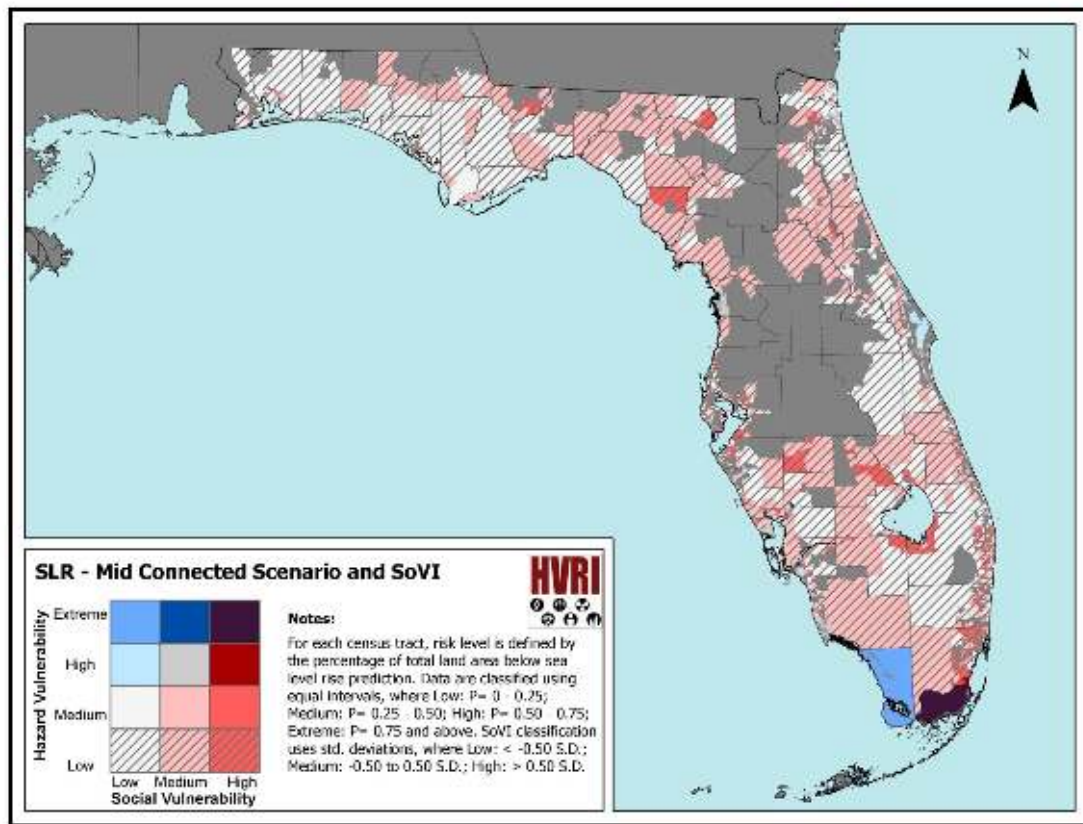 N
SLR - Mid Connected Scenario and SoVI
HVRI
Hazard Vulnerability
Extreme
High
Medium
Low
Low Medium High
Social Vulnerability
Notes:
For each census tract, risk level is defined by
the percentage of total land area below sea
level rise prediction. Data are classified using
equal intervals, where Low: P= 0 - 0.25;
Medium: P= 0.25 - 0.50; High: P= 0.50 - 0.75;
Extreme: P= 0.75 and above. SoVI classification
uses std. deviations, where Low: < -0.50 S.D.;
Medium: -0.50 to 0.50 S.D.; High: > 0.50 S.D.